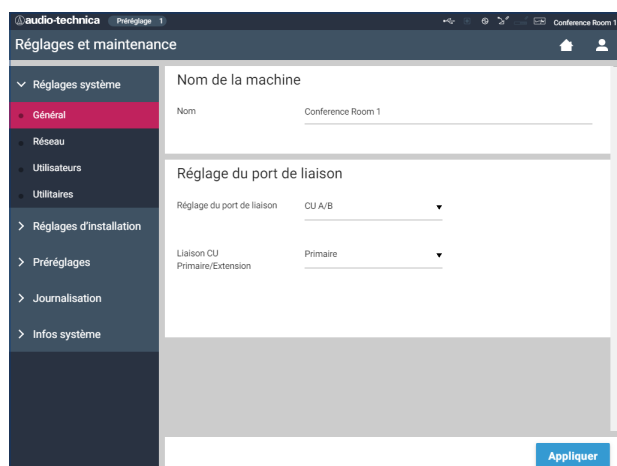 audio-technica Préréglage 1 Conference Room 1
Réglages et maintenance
Réglages système
Général
Réseau
Utilisateurs
Utilitaires
Réglages d'installation
Préréglages
Journalisation
Infos système
Nom de la machine
Nom Conference Room 1
Réglage du port de liaison
Réglage du port de liaison CU A/B
Liaison CU
Primaire/Extension Primaire
Appliquer